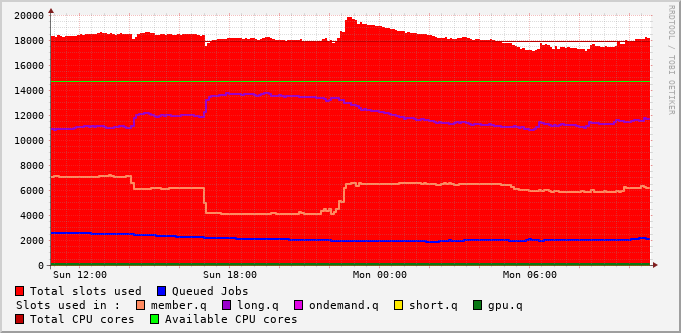 20000
18000
16000
14000
12000
10000
8000
6000
4000
2000
0
Sun 12:00 Sun 18:00 Mon 00:00 Mon 06:00
RRDTOOL / TOBI OETIKER
Total slots used Queued Jobs
Slots used in : member.q long.q ondemand.q short.q gpu.q
Total CPU cores Available CPU cores